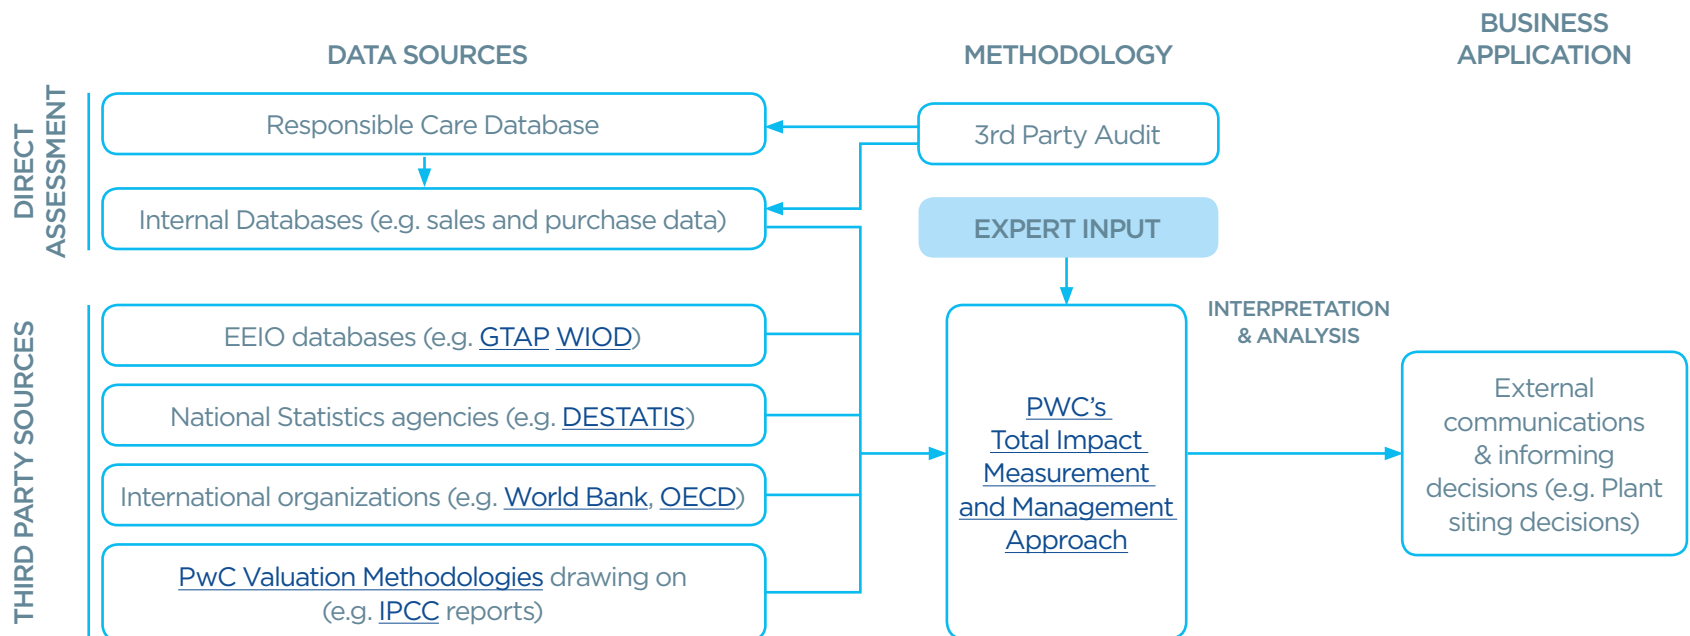 DATA SOURCES
METHODOLOGY
BUSINESS
APPLICATION
DIRECT
ASSESSMENT
Responsible Care Database
3rd Party Audit
Internal Databases (e.g. sales and purchase data)
EXPERT INPUT
THIRD PARTY SOURCES
EEIO databases (e.g. GTAP WIOD)
National Statistics agencies (e.g. DESTATIS)
International organizations (e.g. World Bank, OECD)
PwC Valuation Methodologies drawing on
(e.g. IPCC reports)
PWC's
Total Impact
Measurement
and Management
Approach
INTERPRETATION
& ANALYSIS
External
communications
& informing
decisions (e.g. Plant
siting decisions)